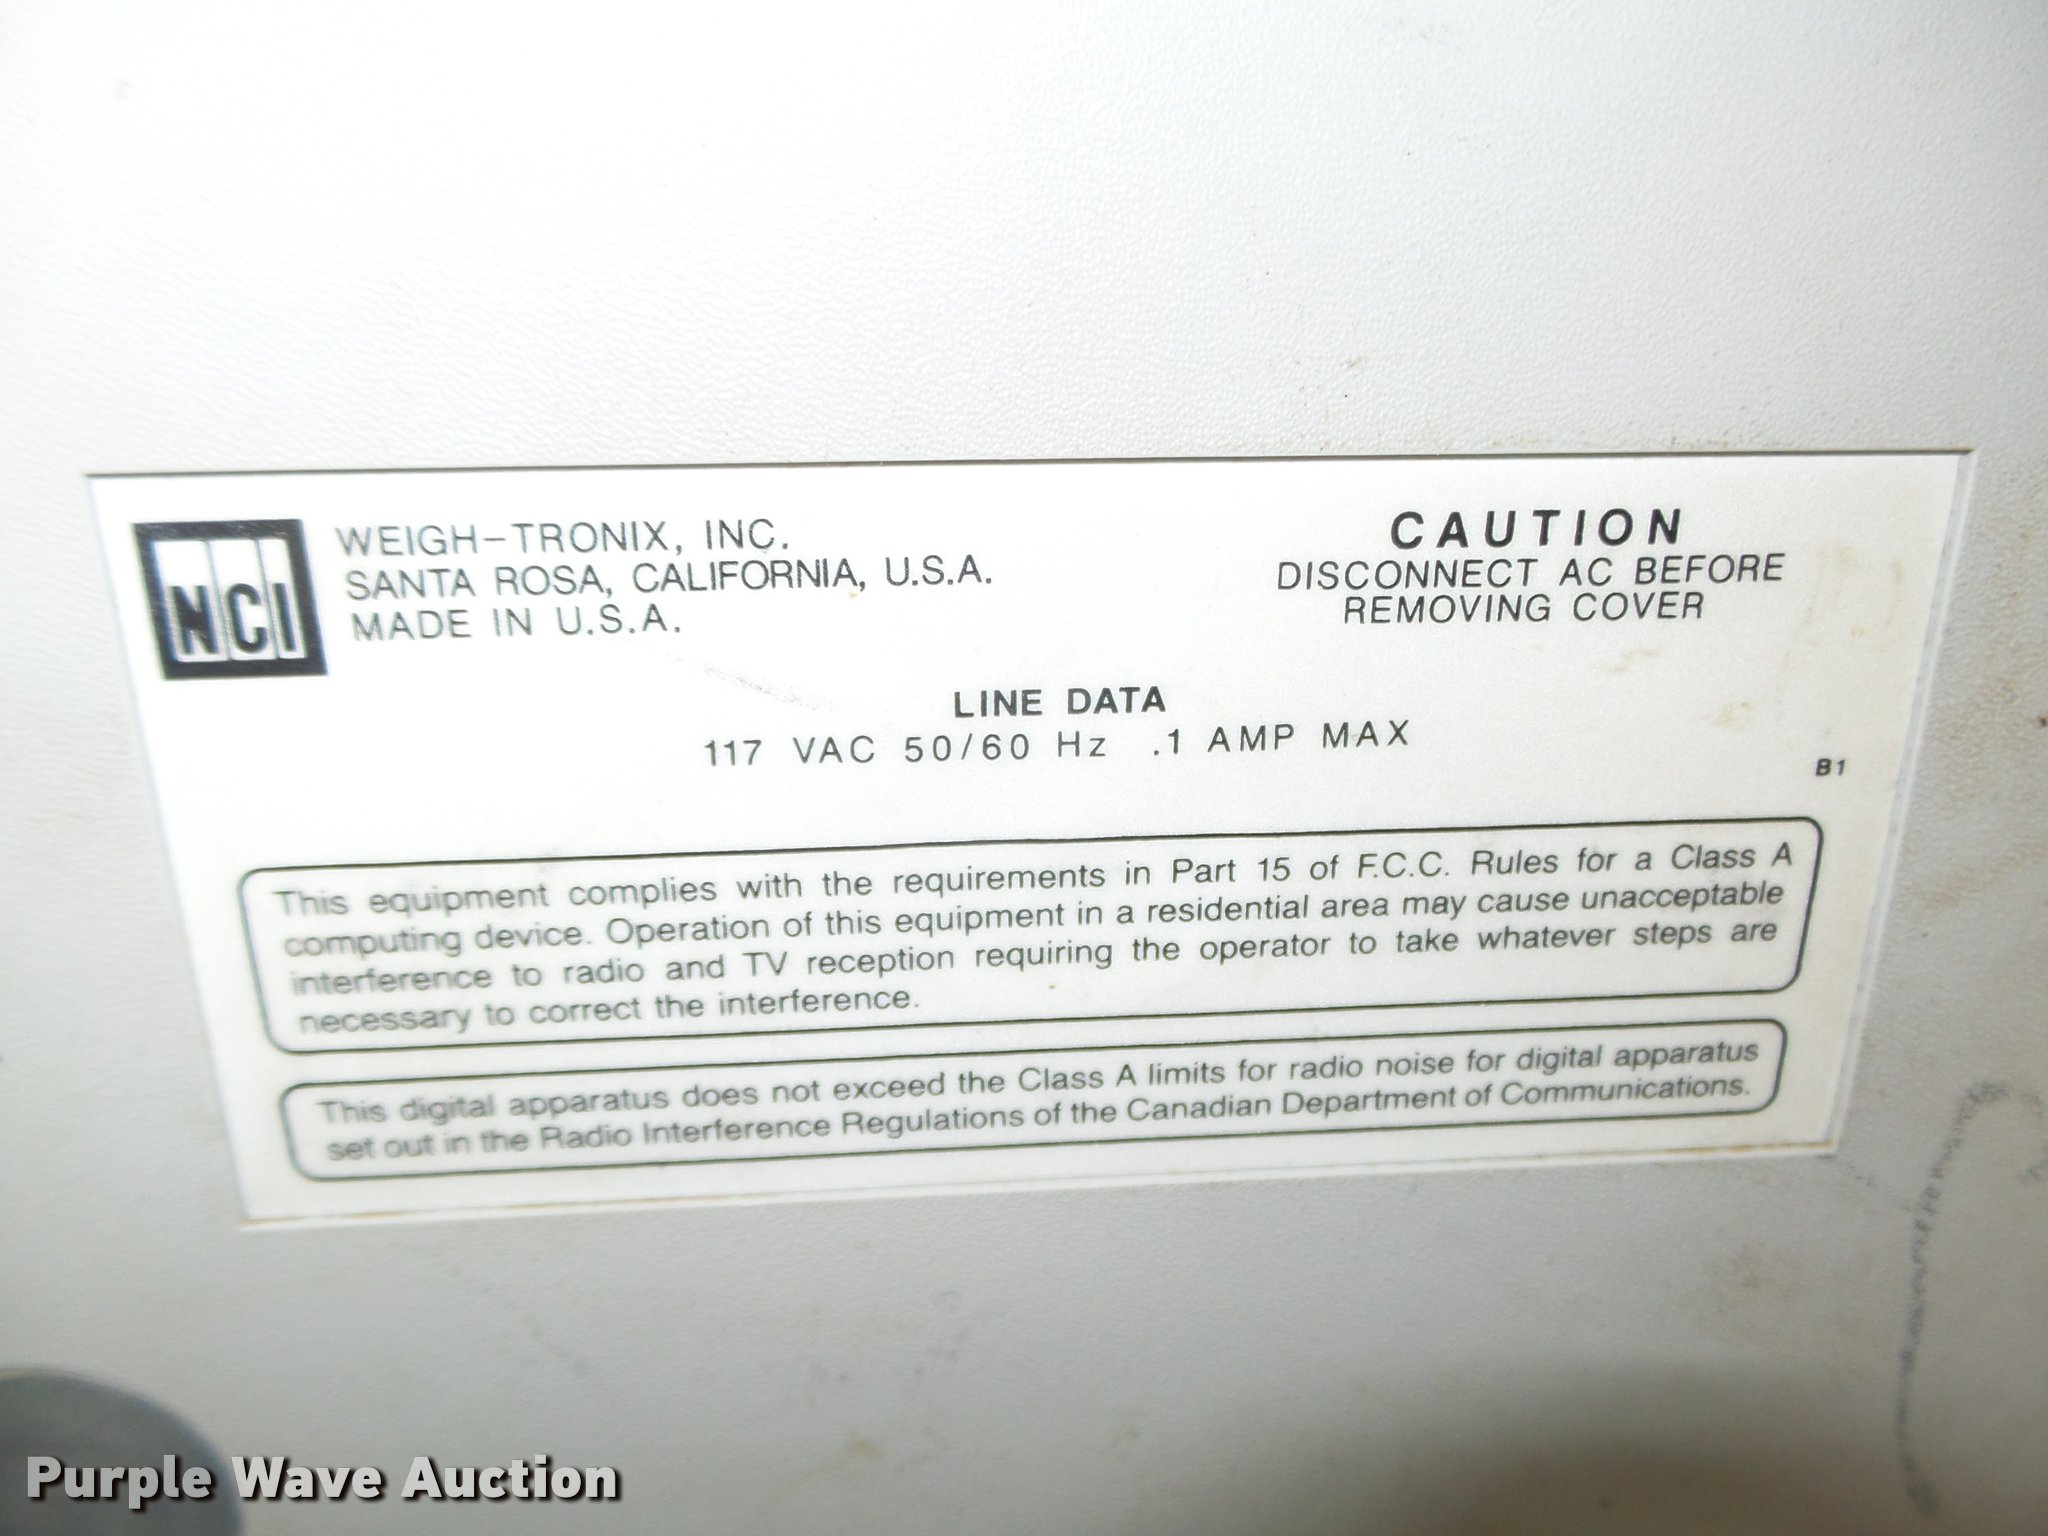 NCI
WEIGH-TRONIX, INC.
SANTA ROSA, CALIFORNIA, U.S.A.
MADE IN U.S.A.
CAUTION
DISCONNECT AC BEFORE
REMOVING COVER
LINE DATA
117 VAC 50/60 Hz .1 AMP MAX
B1
This equipment complies with the requirements in Part 15 of F.C.C. Rules for a Class A
computing device. Operation of this equipment in a residential area may cause unacceptable
interference to radio and TV reception requiring the operator to take whatever steps are
necessary to correct the interference.
This digital apparatus does not exceed the Class A limits for radio noise for digital apparatus
set out in the Radio Interference Regulations of the Canadian Department of Communications.
Purple Wave Auction